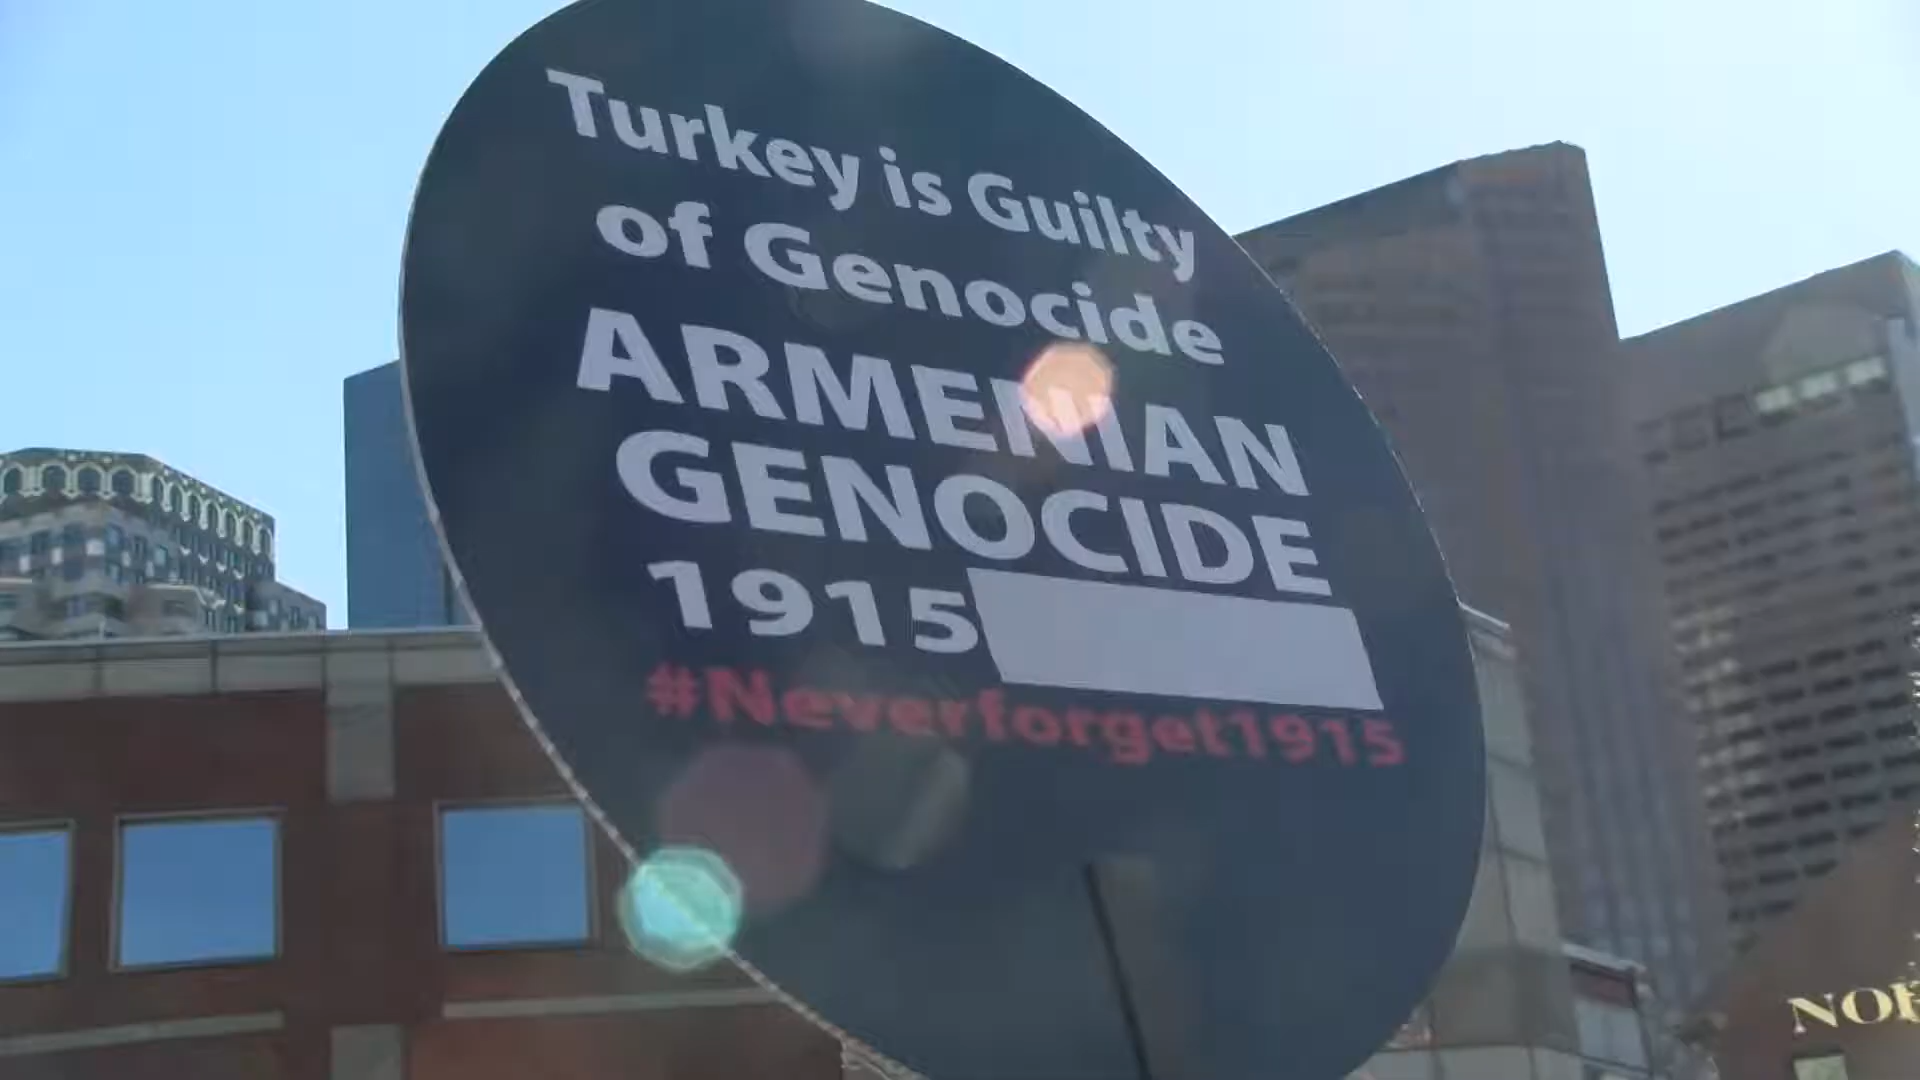 Turkey is Guilty
of Genocide
ARMENIAN
GENOCIDE
1915
#Neverforget1915